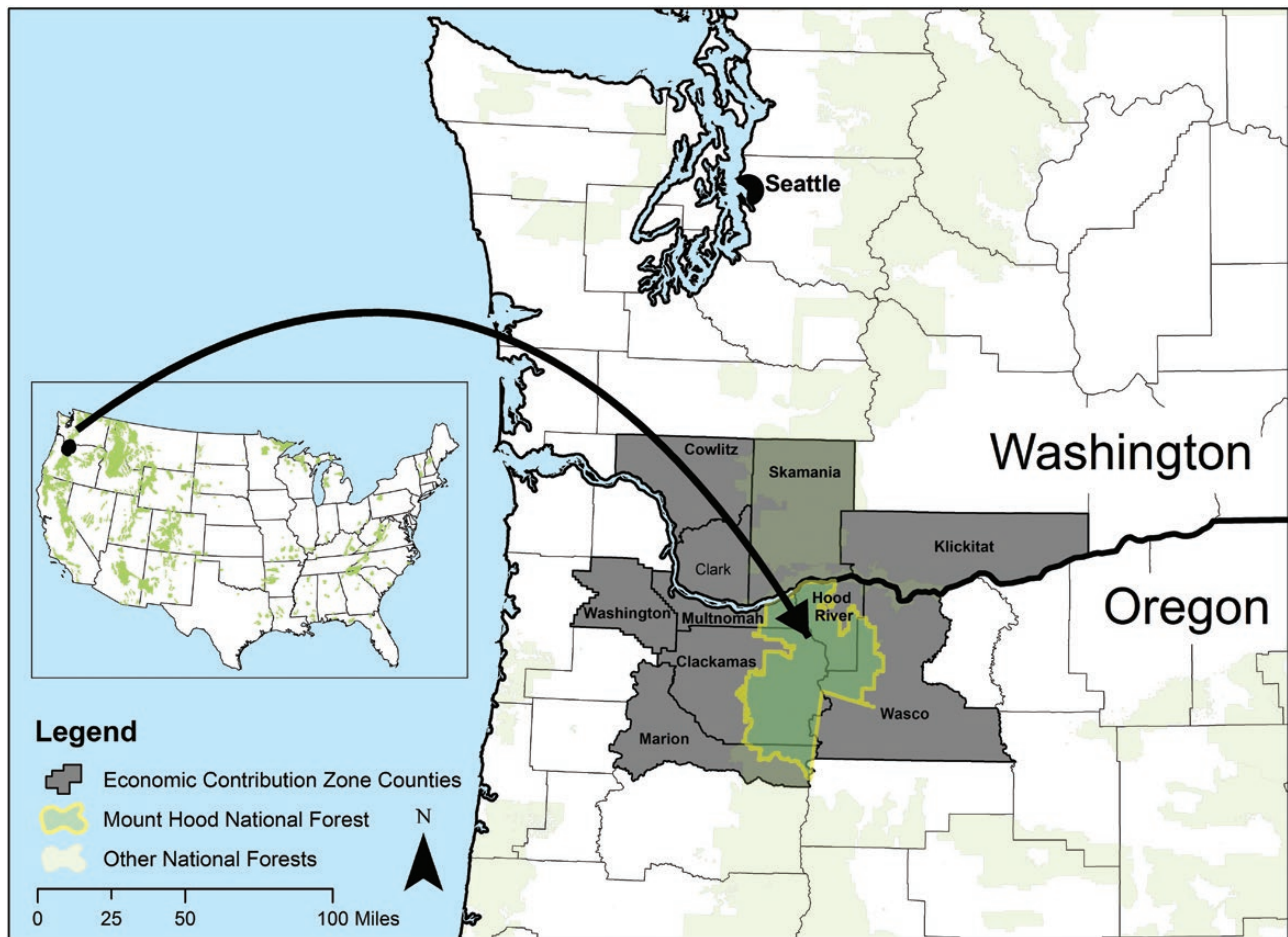 Seattle
Washington
Oregon
Cowlitz
Skamania
Klickitat
Clark
Hood
River
Washington
Multnomah
Clackamas
Wasco
Marion
Legend
Economic Contribution Zone Counties
Mount Hood National Forest
Other National Forests
N
0 25 50 100 Miles